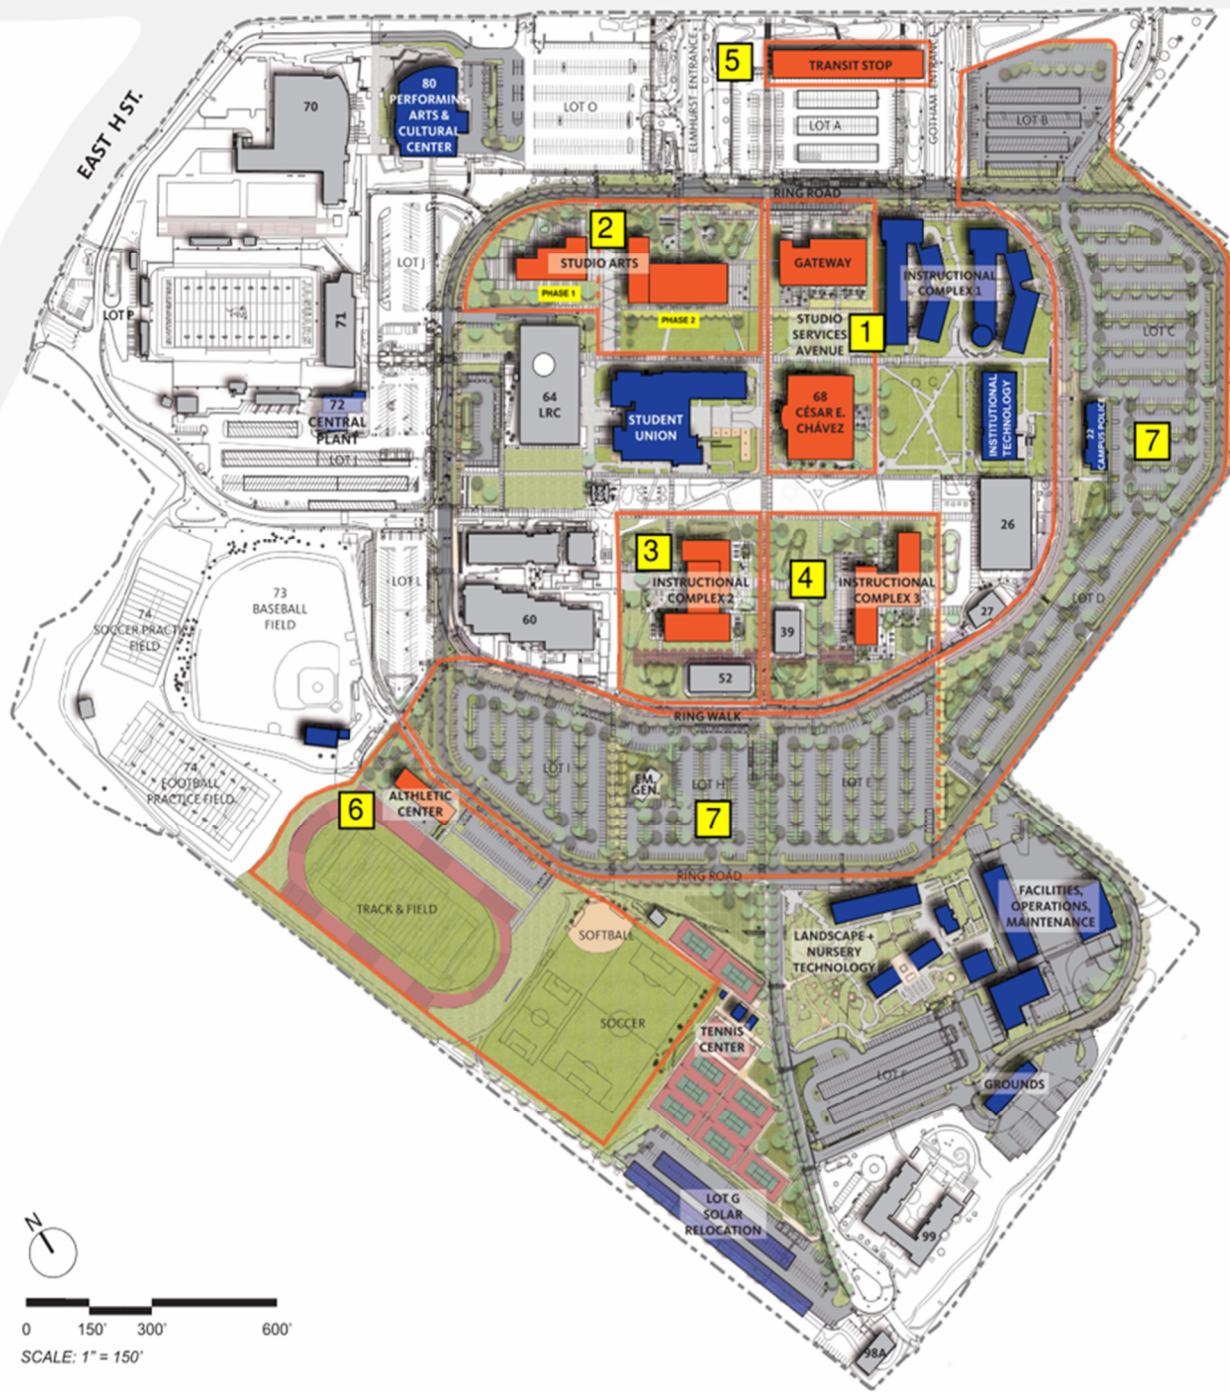 EAST H ST.
70
80
PERFORMING
ARTS &
CULTURAL
CENTER
LOT O
ELMHURST ENTRANCE
5
TRANSIT STOP
LOT A
GOTHAM ENTRANCE
LOT B
RING ROAD
LOT J
LOT P
71
2
STUDIO ARTS
PHASE 1
PHASE 2
GATEWAY
STUDIO
SERVICES
AVENUE
1
INSTRUCTIONAL
COMPLEX 1
LOT C
72
CENTRAL
PLANT
64
LRC
STUDENT
UNION
68
CÉSAR E.
CHÁVEZ
INSTITUTIONAL
TECHNOLOGY
22
CAMPUS POLICE
7
26
3
INSTRUCTIONAL
COMPLEX 2
4
INSTRUCTIONAL
COMPLEX 3
39
27
LOT D
LOT L
60
52
73
BASEBALL
FIELD
74
SOCCER PRACTICE
FIELD
RING WALK
74
FOOTBALL
PRACTICE FIELD
LOT I
EM.
GEN.
LOT H
LOT E
7
6
ALTHLETIC
CENTER
RING ROAD
TRACK & FIELD
SOFTBALL
SOCCER
TENNIS
CENTER
LANDSCAPE +
NURSERY
TECHNOLOGY
FACILITIES,
OPERATIONS,
MAINTENANCE
LOT F
GROUNDS
LOT G
SOLAR
RELOCATION
99
98A
N
0 150' 300' 600'
SCALE: 1" = 150'